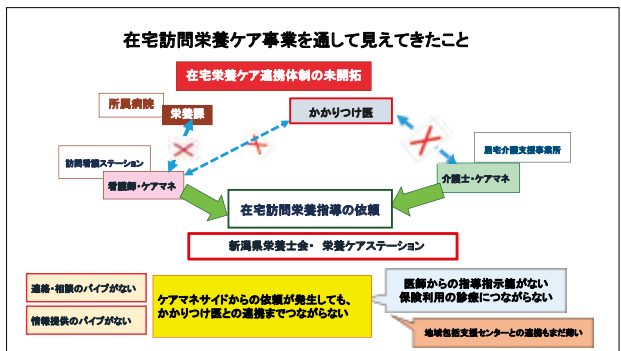 在宅訪問栄養ケア事業を通して見えてきたこと
在宅栄養ケア連携体制の未開拓
所属病院
栄養課
かかりつけ医
訪問看護ステーション
看護師・ケアマネ
居宅介護支援事業所
介護士・ケアマネ
在宅訪問栄養指導の依頼
新潟県栄養士会・ 栄養ケアステーション
連絡・相談のパイプがない
情報提供のパイプがない
ケアマネサイドからの依頼が発生しても、
かかりつけ医との連携までつながらない
医師からの指導指示箋がない
保険利用の診療につながらない
地域包括支援センターとの連携もまだ薄い